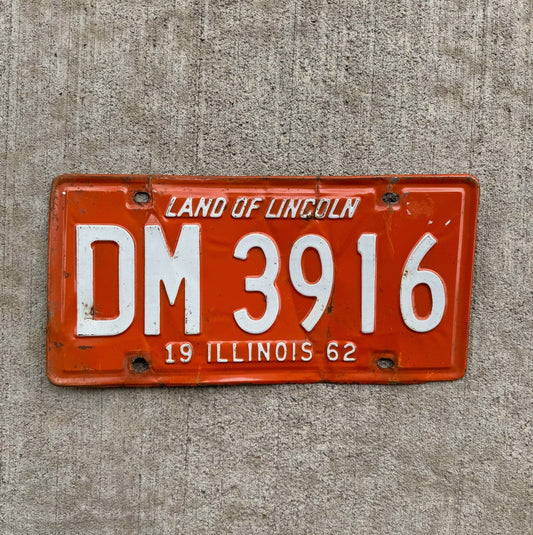 LAND OF LINCOLN
DM 3916
19 ILLINOIS 62